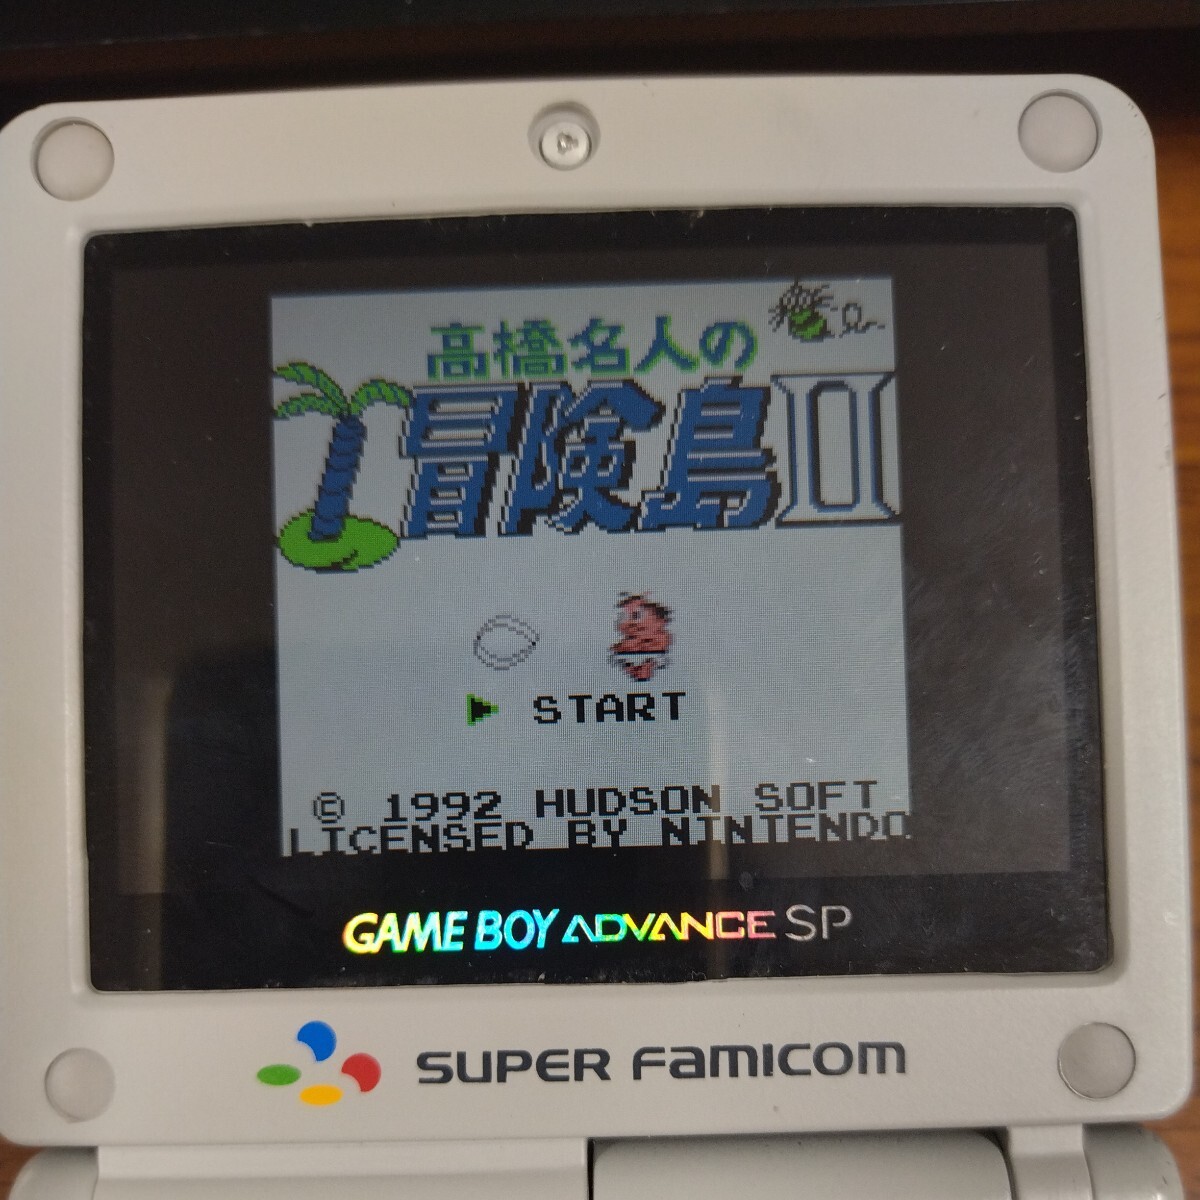 高橋名人の
冒険島II
START
© 1992 HUDSON SOFT
LICENSED BY NINTENDO
GAME BOY ADVANCE SP
SUPER FAMICOM